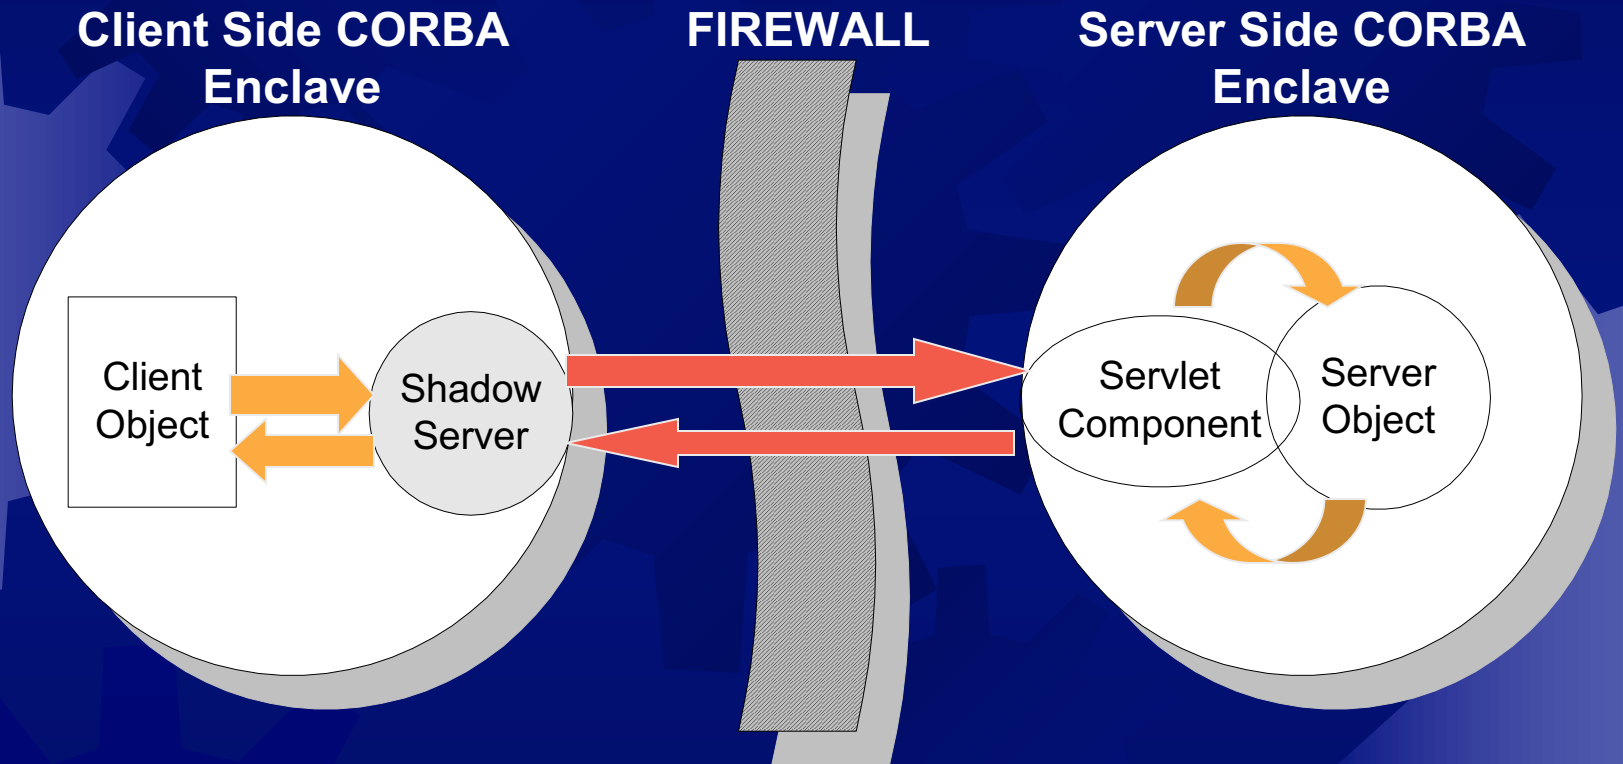 Client Side CORBA
Enclave
FIREWALL
Server Side CORBA
Enclave
Client
Object
Shadow
Server
Servlet
Component
Server
Object